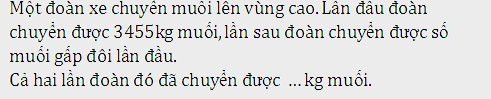 Một đoàn xe chuyển muối lên vùng cao. Lần đầu đoàn
chuyển được 3455kg muối, lần sau đoàn chuyển được số
muối gấp đôi lần đầu.
Cả hai lần đoàn đó đã chuyển được ...kg muối.